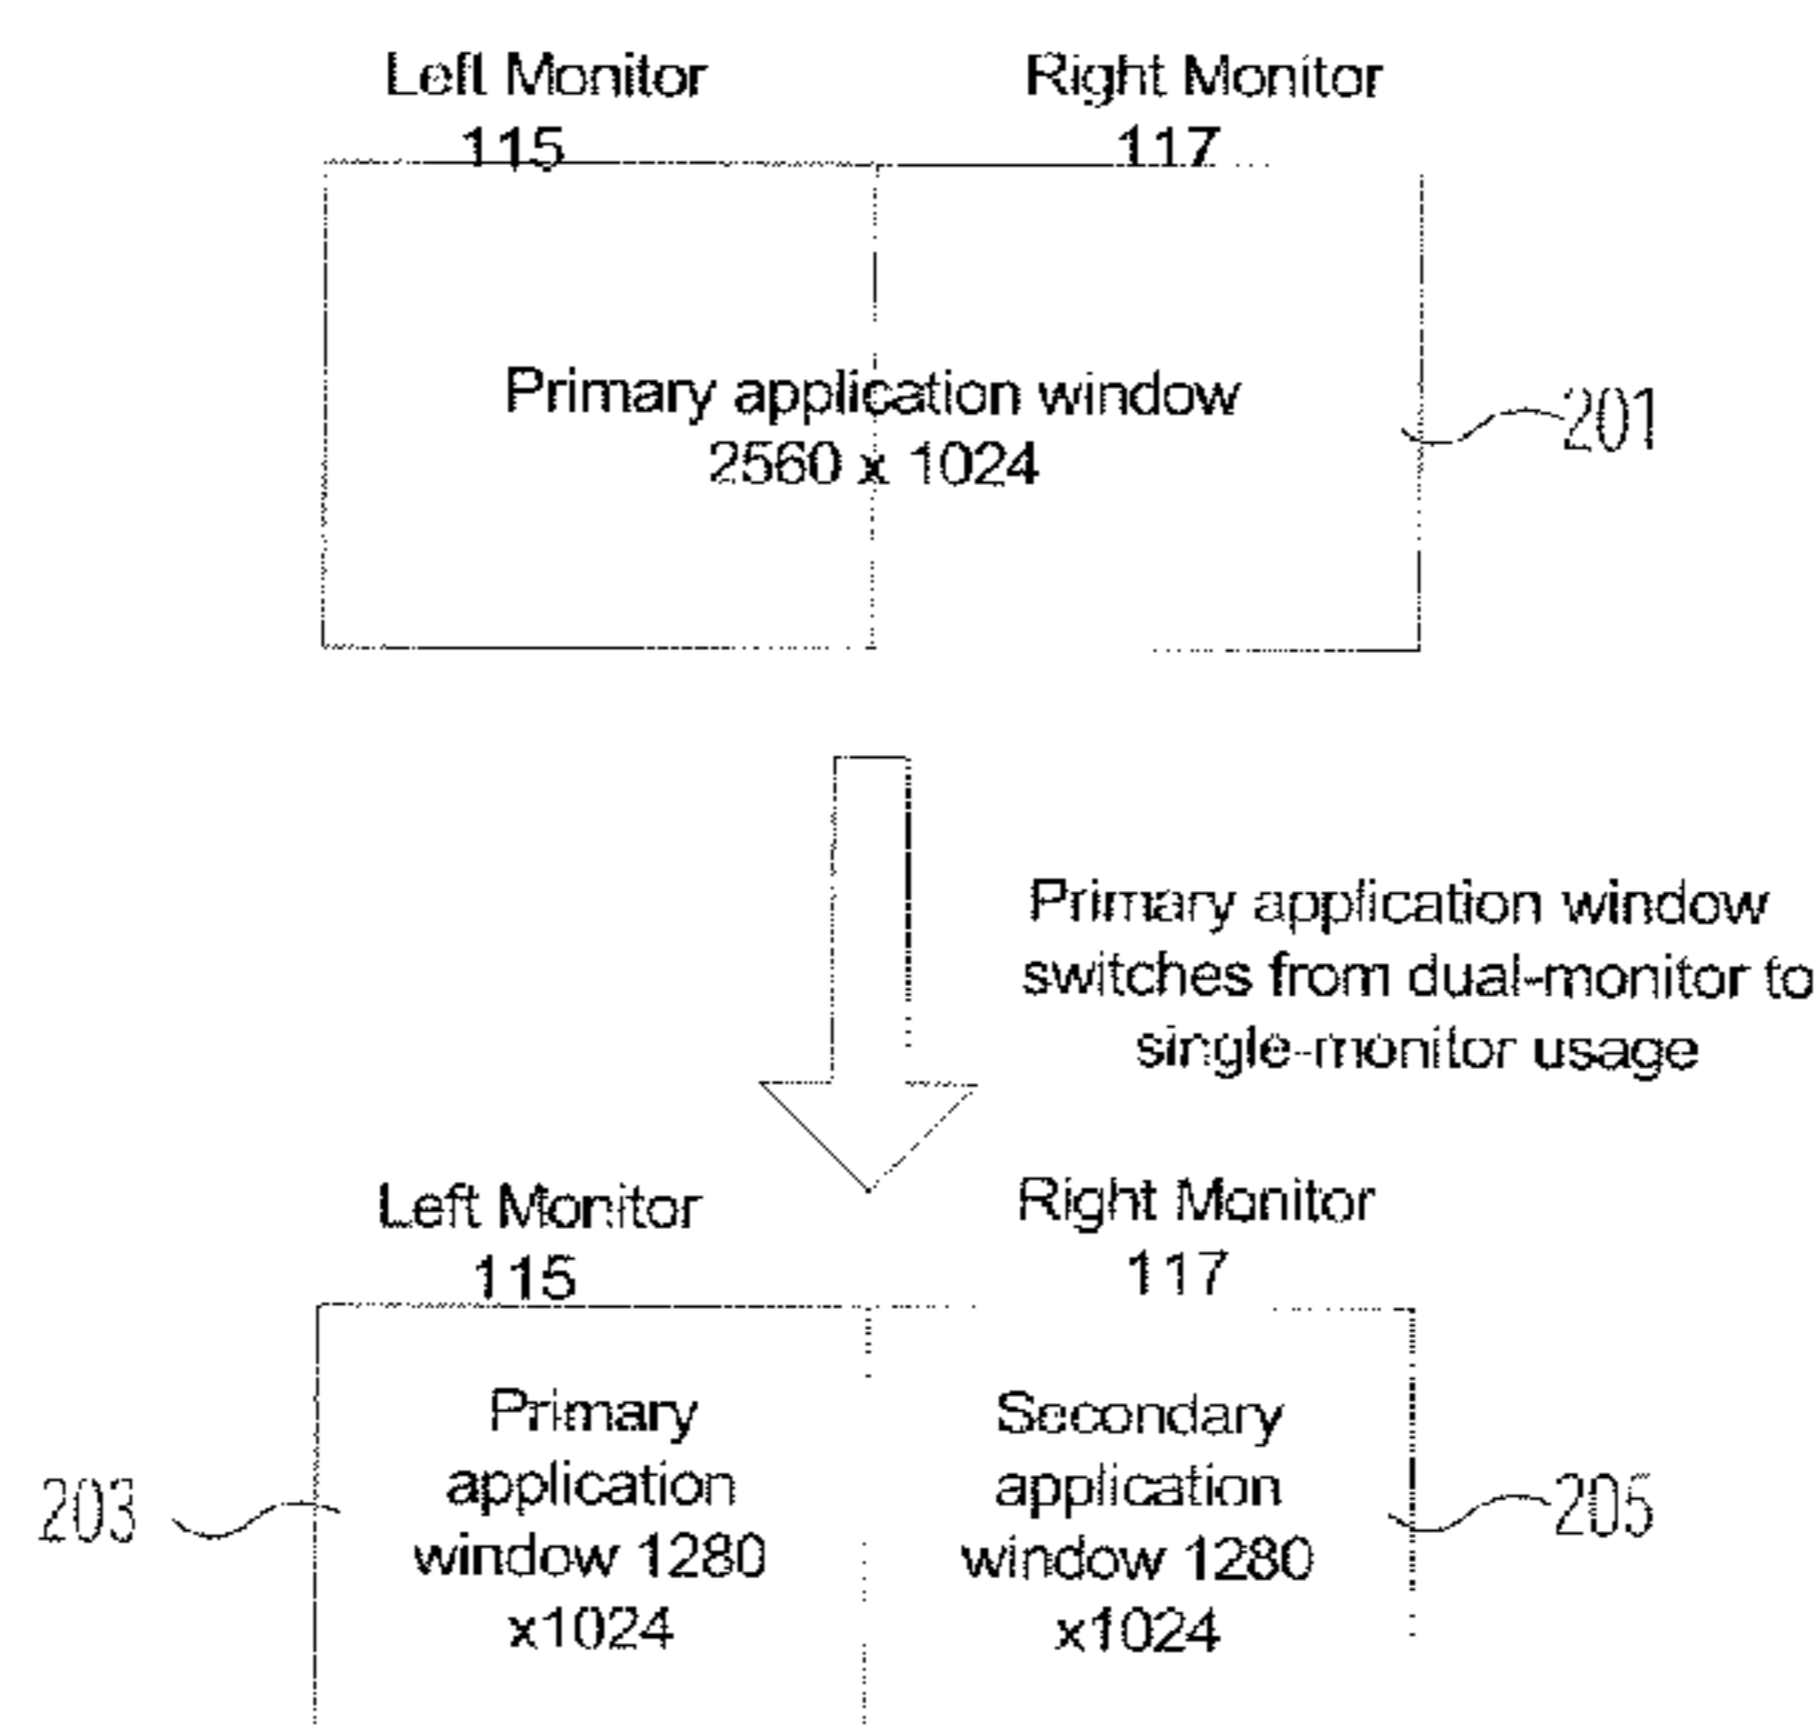 Left Monitor
115
Right Monitor
117
Primary application window
2560 x 1024
201
Primary application window
switches from dual-monitor to
single-monitor usage
Left Monitor
115
Right Monitor
117
Primary
application
window 1280
x1024
203
Secondary
application
window 1280
x1024
205